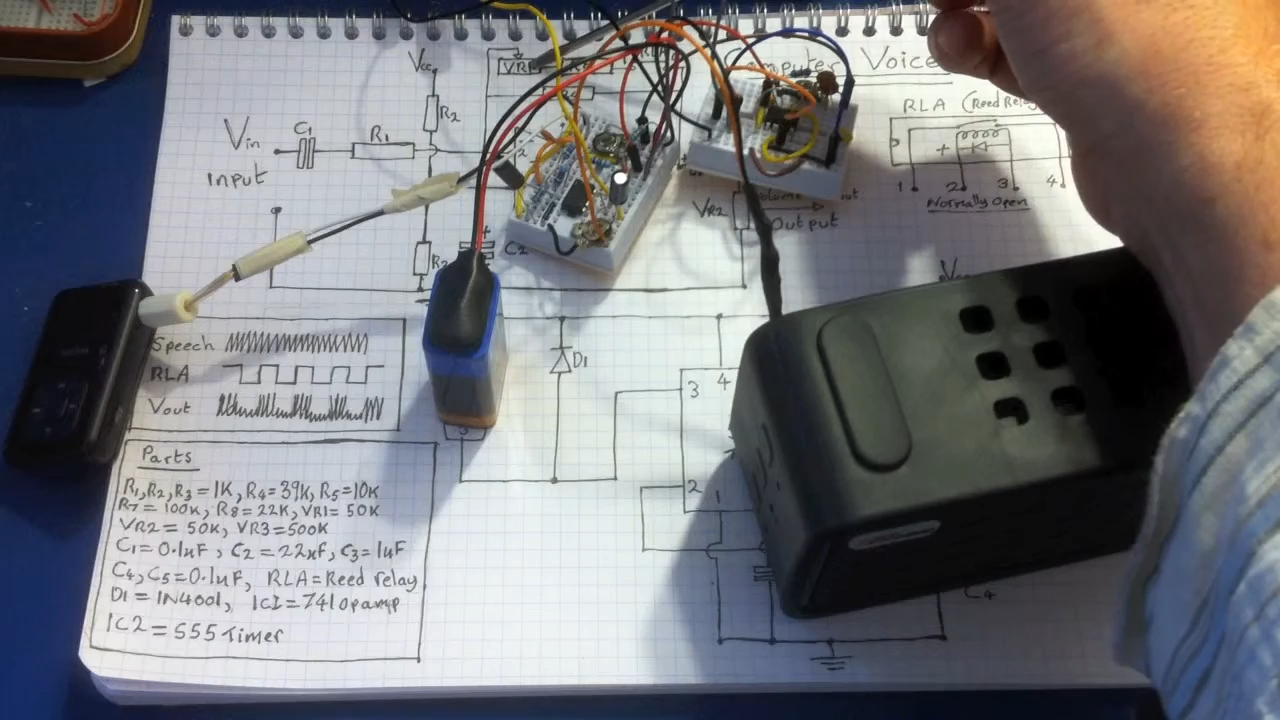 Computer Voice
Vcc
VR1
R2
RLA (Reed Relay
Vin
C1
R1
Input
+
1 2 3 4
Normally Open
VR2
Volume
out
Output
C2
+
Vcc
Speech
RLA
Vout
D1
3
4
2
1
C4
Parts
R1,R2,R3 = 1K, R4 = 39K, R5 = 10K
R7 = 100K, R8 = 22K, VR1 = 50K
VR2 = 50K, VR3 = 500K
C1 = 0.1uF, C2 = 22uF, C3 = 1uF
C4, C5 = 0.1uF, RLA = Reed relay
D1 = 1N4001, IC1 = 741 opamp
IC2 = 555 Timer